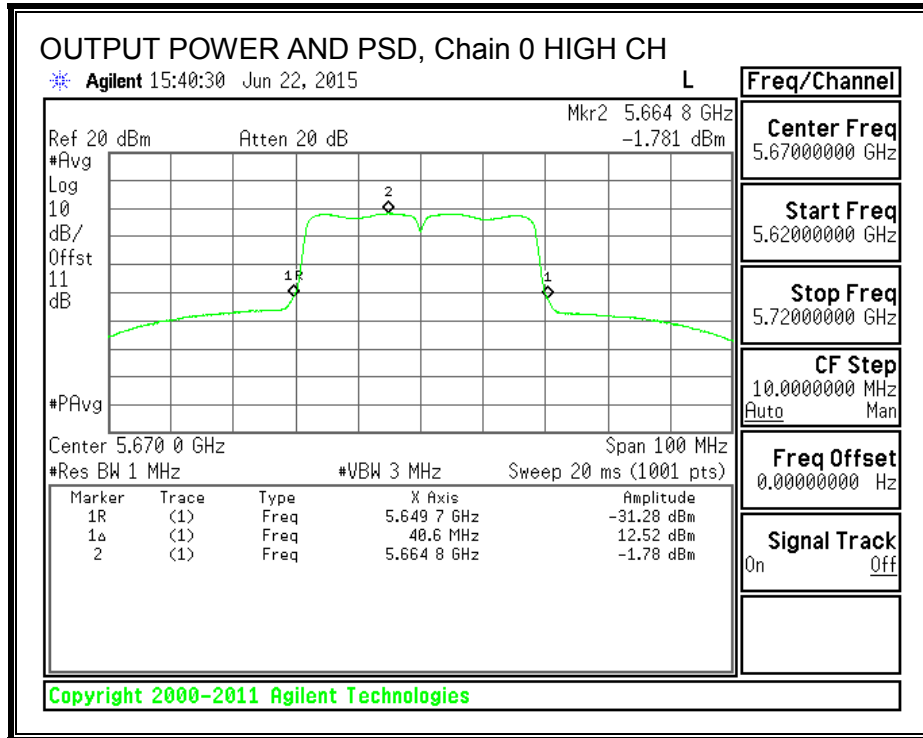 OUTPUT POWER AND PSD, Chain 0 HIGH CH
Agilent 15:40:30 Jun 22, 2015 L
Mkr2 5.664 8 GHz
Ref 20 dBm Atten 20 dB -1.781 dBm
#Avg
Log
10
dB/
Offst
11
dB
#PAvg
2
1R
1
Center 5.670 0 GHz Span 100 MHz
#Res BW 1 MHz #VBW 3 MHz Sweep 20 ms (1001 pts)
Marker Trace Type X Axis Amplitude
1R (1) Freq 5.649 7 GHz -31.28 dBm
1Δ (1) Freq 40.6 MHz 12.52 dBm
2 (1) Freq 5.664 8 GHz -1.78 dBm
Freq/Channel
Center Freq
5.67000000 GHz
Start Freq
5.62000000 GHz
Stop Freq
5.72000000 GHz
CF Step
10.0000000 MHz
Auto Man
Freq Offset
0.00000000 Hz
Signal Track
On Off
Copyright 2000-2011 Agilent Technologies